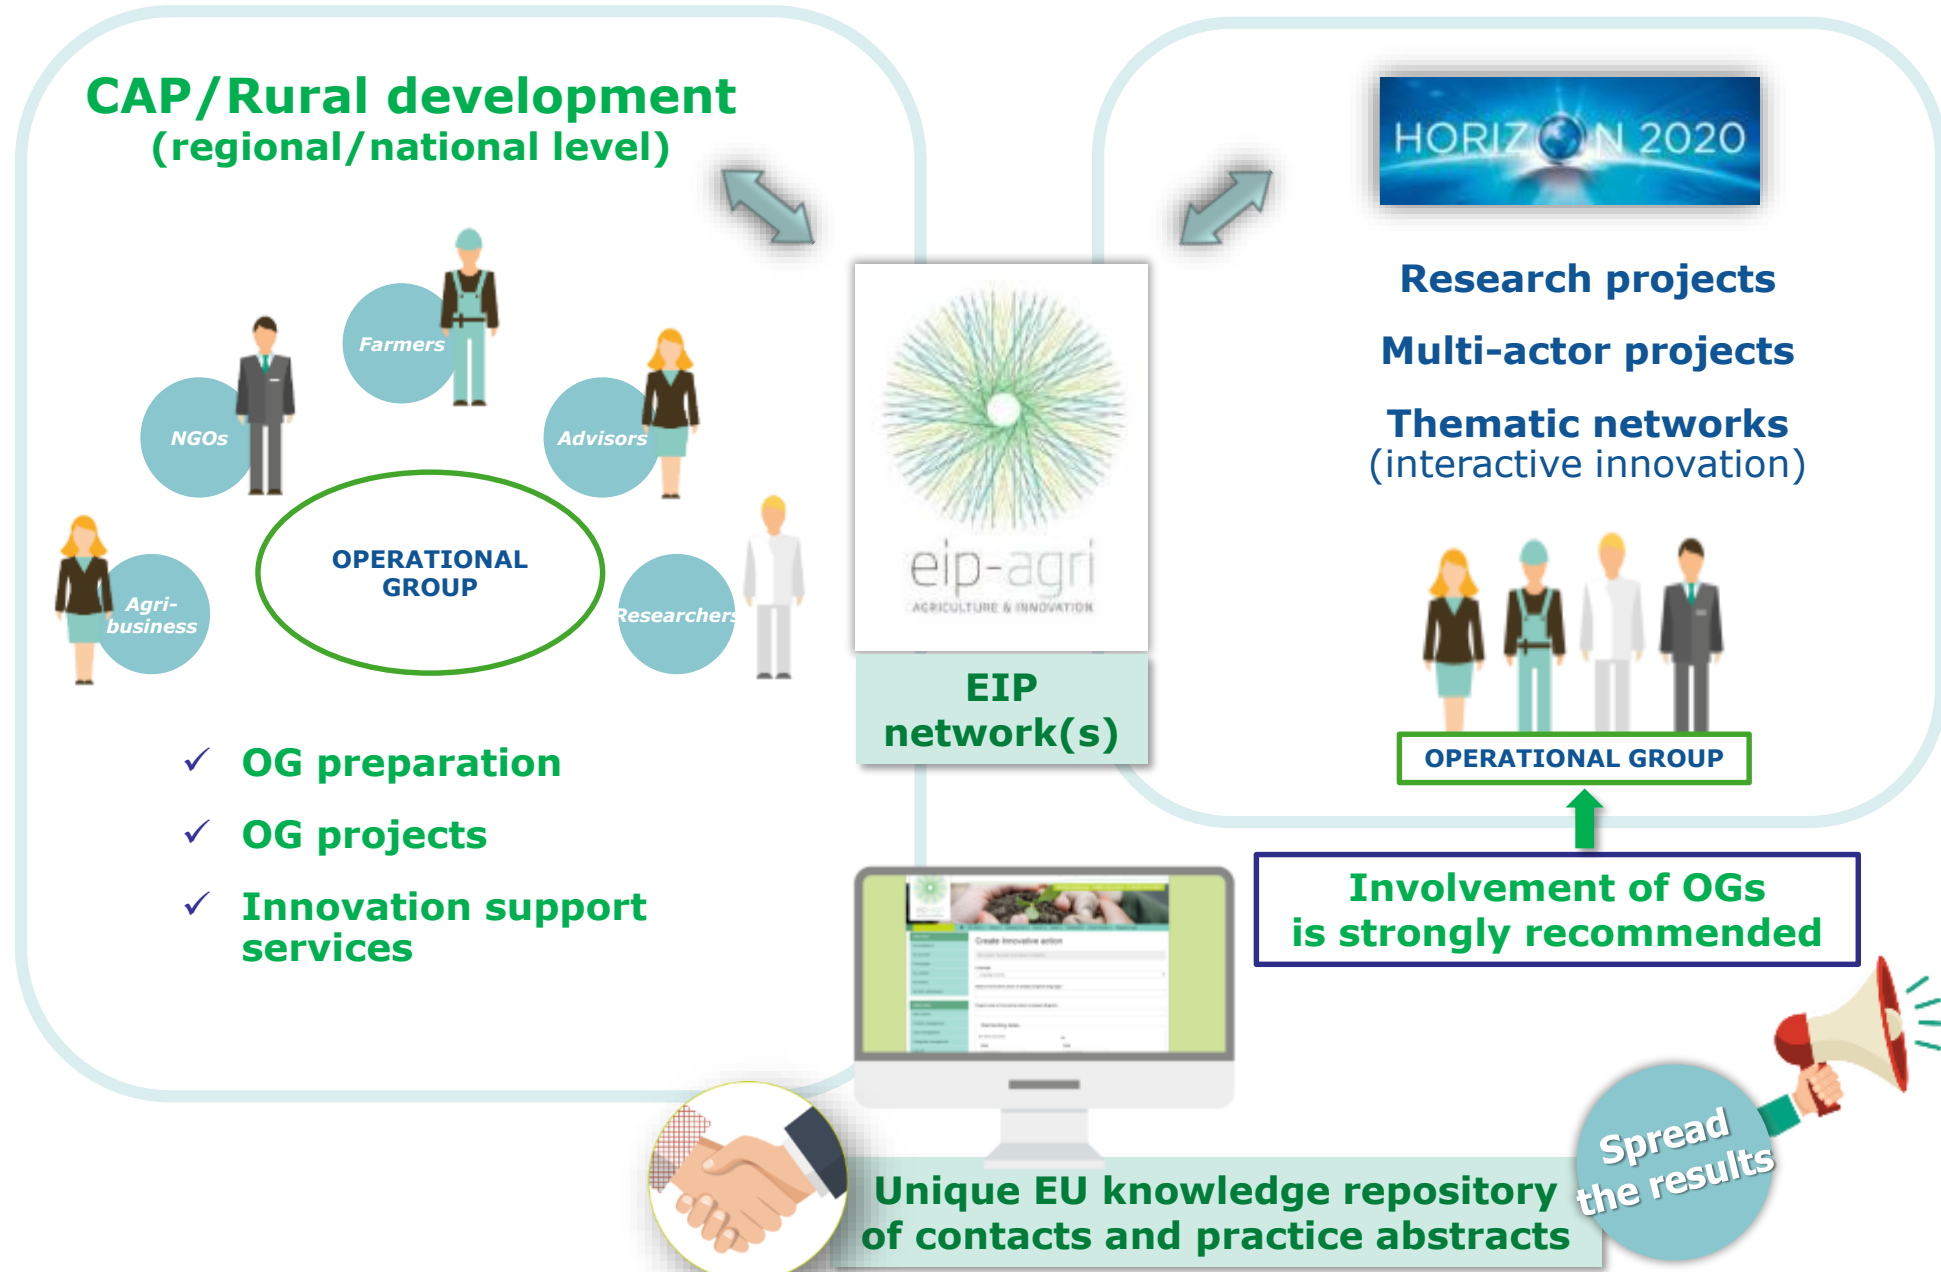 CAP/Rural development
(regional/national level)
Farmers
NGOs
Advisors
OPERATIONAL
GROUP
Agri-
business
Researchers
✓ OG preparation
✓ OG projects
✓ Innovation support
services
eip-agri
AGRICULTURE & INNOVATION
EIP
network(s)
HORIZON 2020
Research projects
Multi-actor projects
Thematic networks
(interactive innovation)
OPERATIONAL GROUP
Involvement of OGs
is strongly recommended
Create Innovative action
Unique EU knowledge repository
of contacts and practice abstracts
Spread
the results